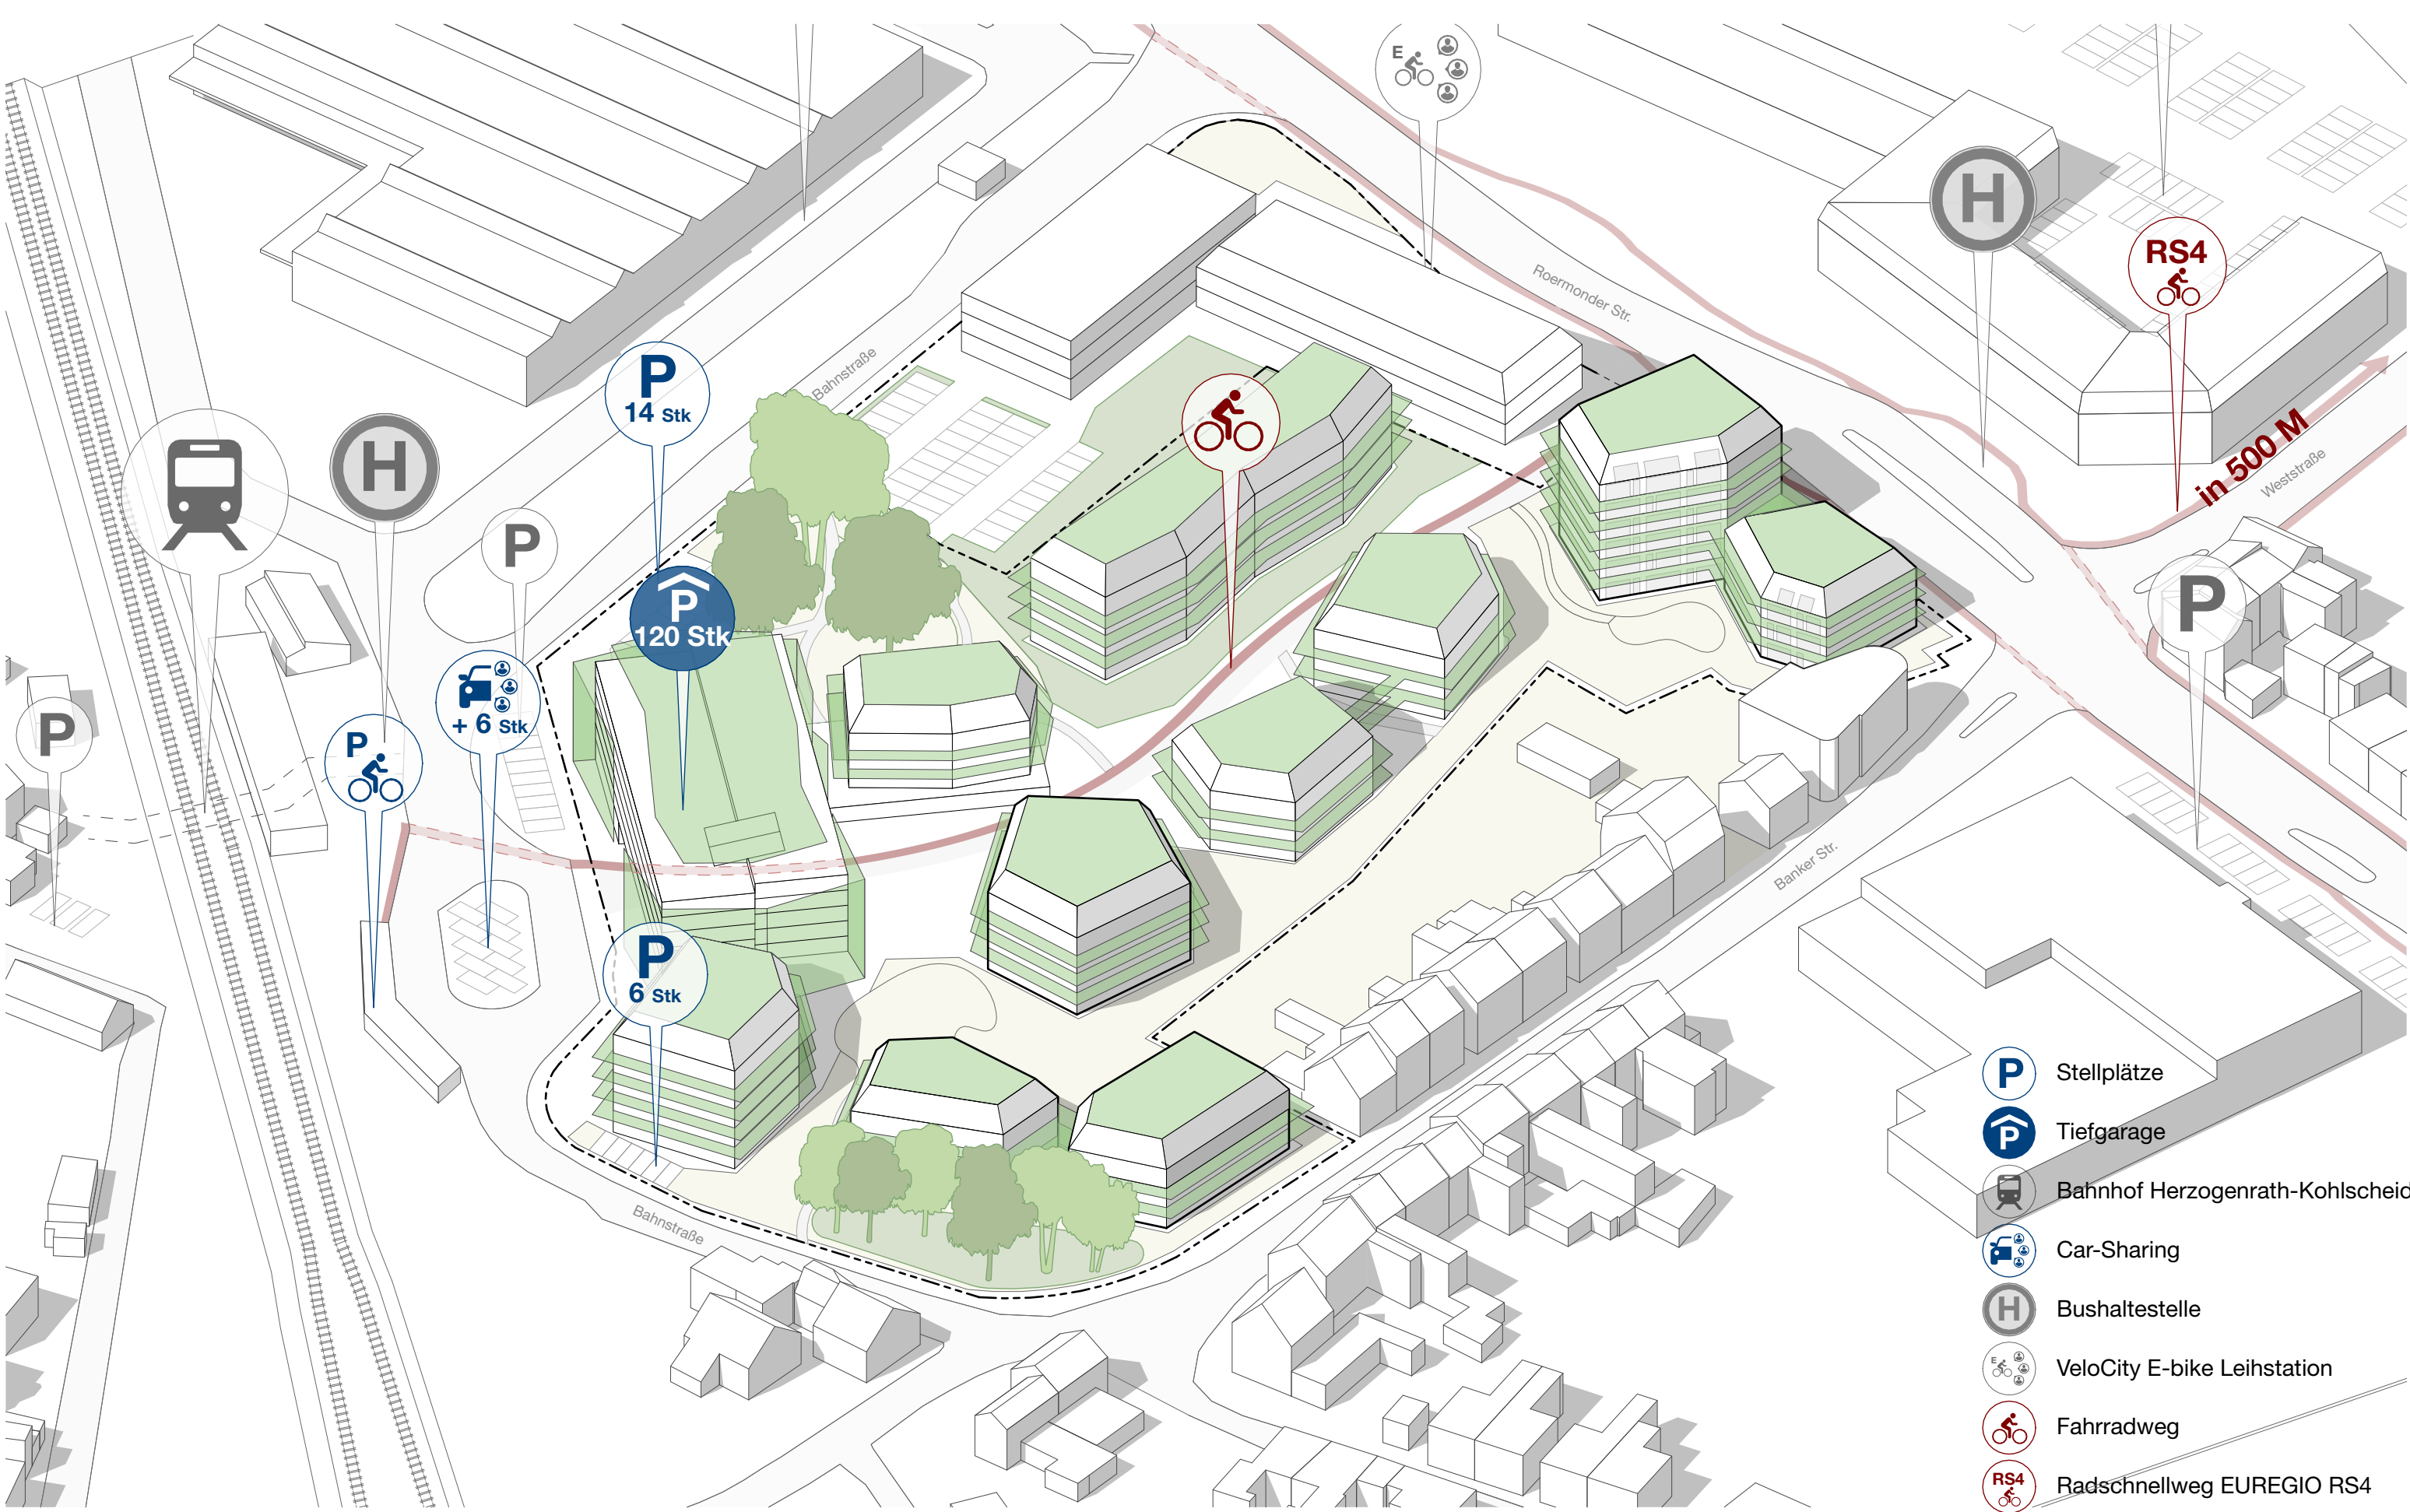 E
H
RS4
Roermonder Str.
in 500 M
Weststraße
Bahnstraße
P
14 Stk
H
P
P
120 Stk
P
+ 6 Stk
P
P
Banker Str.
P
6 Stk
Bahnstraße
P Stellplätze
P Tiefgarage
Bahnhof Herzogenrath-Kohlscheid
Car-Sharing
H Bushaltestelle
E VeloCity E-bike Leihstation
Fahrradweg
RS4 Radschnellweg EUREGIO RS4